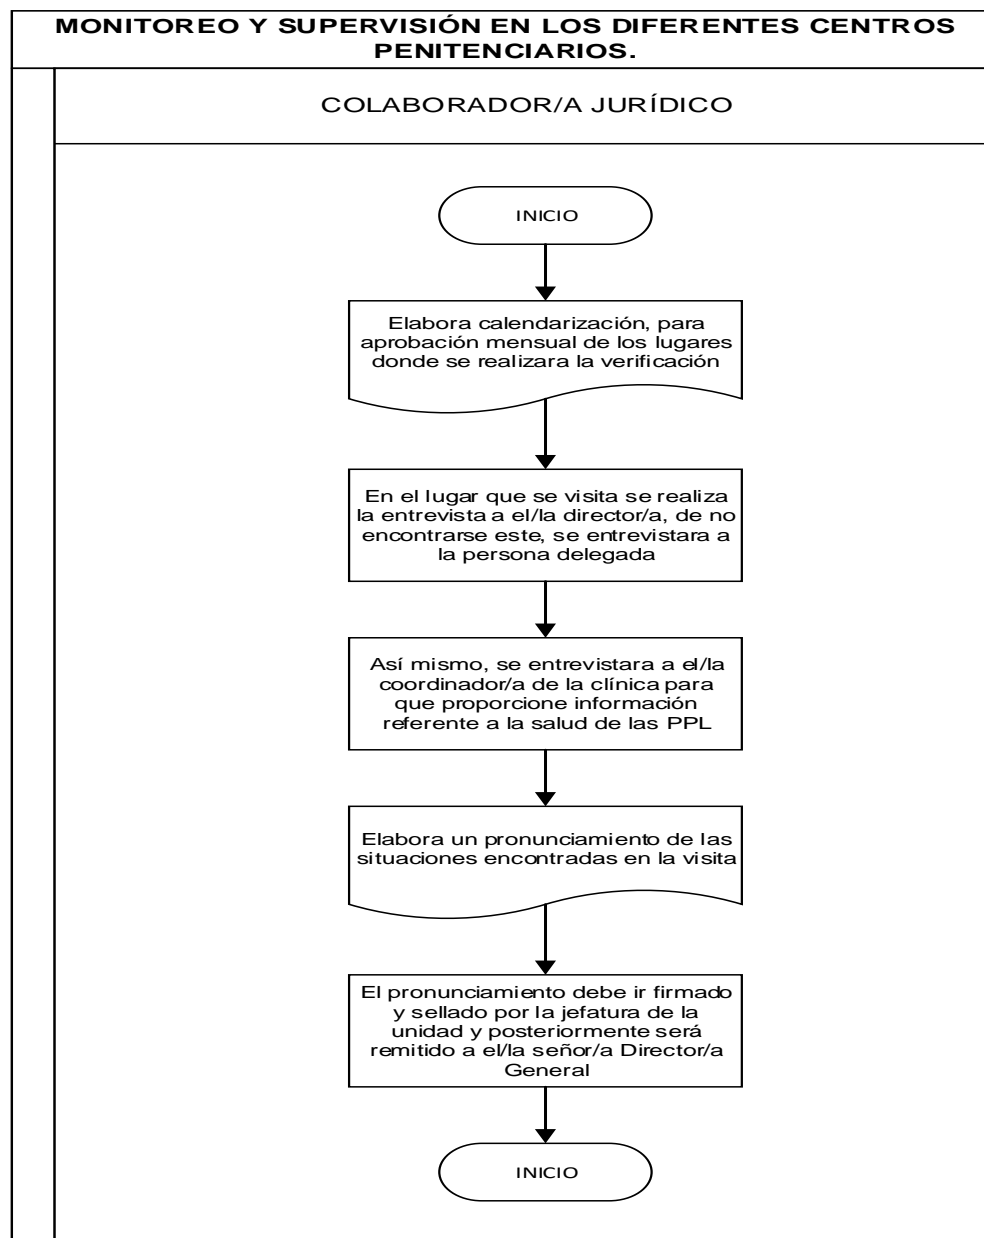 MONITOREO Y SUPERVISIÓN EN LOS DIFERENTES CENTROS
PENITENCIARIOS.
COLABORADOR/A JURÍDICO
INICIO
Elabora calendarización, para
aprobación mensual de los lugares
donde se realizara la verificación
En el lugar que se visita se realiza
la entrevista a el/la director/a, de no
encontrarse este, se entrevistara a
la persona delegada
Así mismo, se entrevistara a el/la
coordinador/a de la clínica para
que proporcione información
referente a la salud de las PPL
Elabora un pronunciamiento de las
situaciones encontradas en la visita
El pronunciamiento debe ir firmado
y sellado por la jefatura de la
unidad y posteriormente será
remitido a el/la señor/a Director/a
General
INICIO